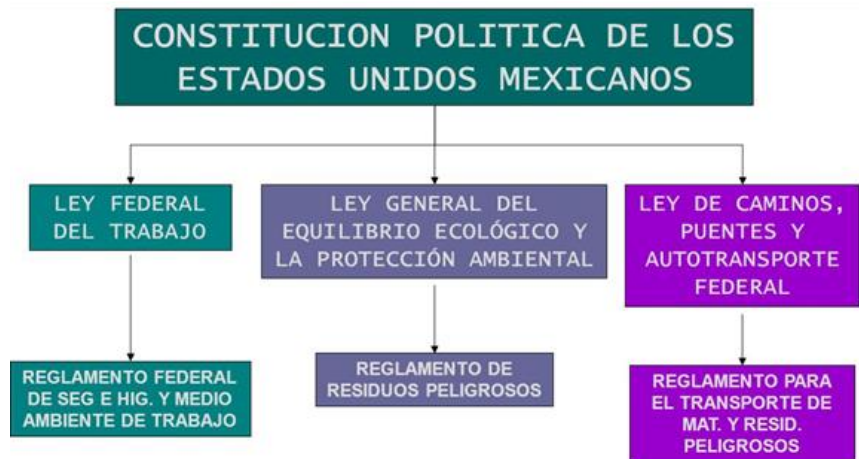 CONSTITUCION POLITICA DE LOS
ESTADOS UNIDOS MEXICANOS
LEY FEDERAL
DEL TRABAJO
LEY GENERAL DEL
EQUILIBRIO ECOLÓGICO Y
LA PROTECCIÓN AMBIENTAL
LEY DE CAMINOS,
PUENTES Y
AUTOTRANSPORTE
FEDERAL
REGLAMENTO FEDERAL
DE SEG E HIG. Y MEDIO
AMBIENTE DE TRABAJO
REGLAMENTO DE
RESIDUOS PELIGROSOS
REGLAMENTO PARA
EL TRANSPORTE DE
MAT. Y RESID.
PELIGROSOS